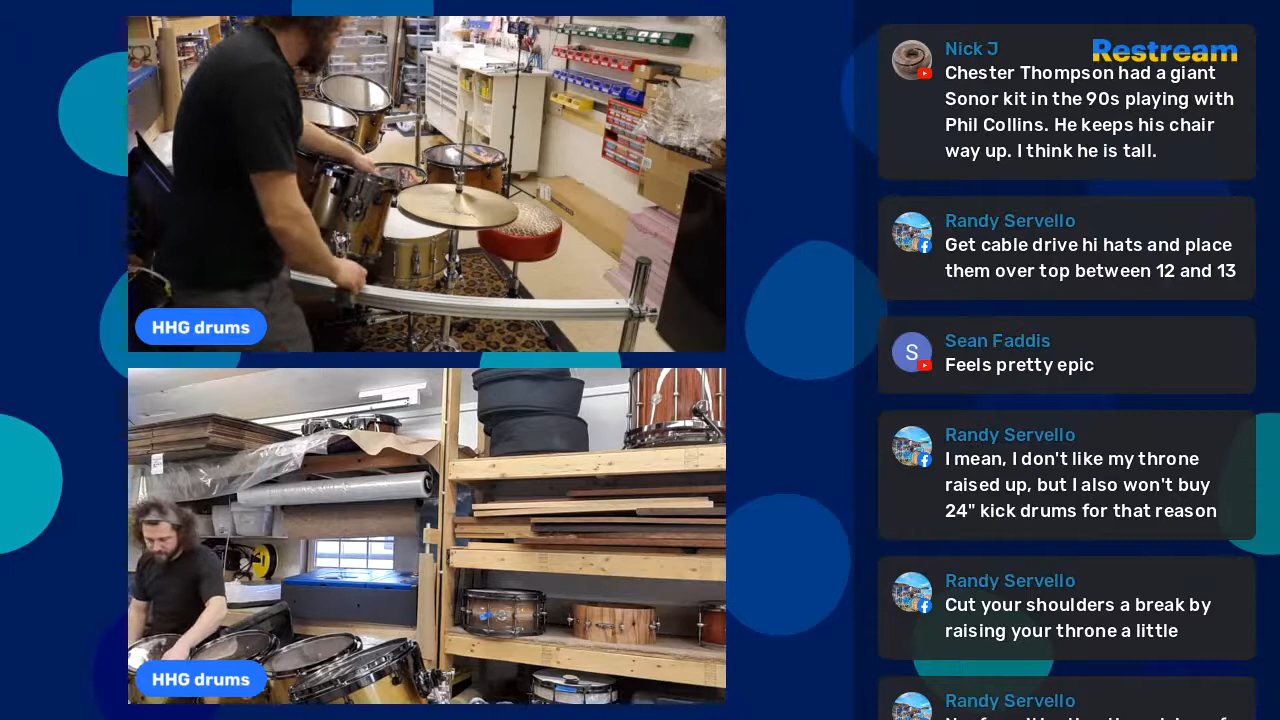 HHG drums
HHG drums
Restream
Nick J
Chester Thompson had a giant
Sonor kit in the 90s playing with
Phil Collins. He keeps his chair
way up. I think he is tall.
Randy Servello
Get cable drive hi hats and place
them over top between 12 and 13
S
Sean Faddis
Feels pretty epic
Randy Servello
I mean, I don't like my throne
raised up, but I also won't buy
24" kick drums for that reason
Randy Servello
Cut your shoulders a break by
raising your throne a little
Randy Servello